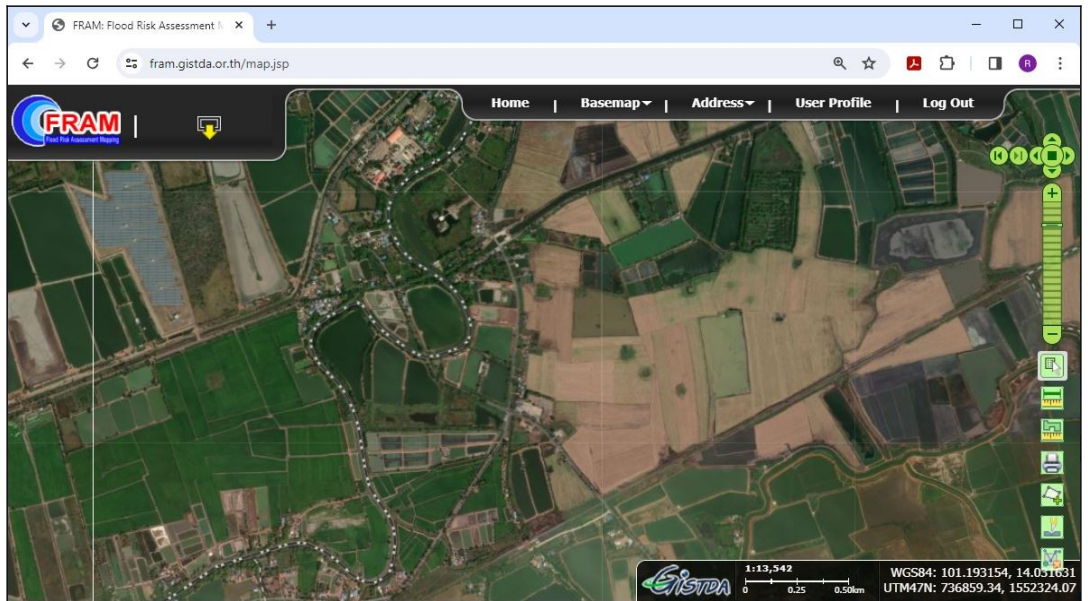 FRAM: Flood Risk Assessment M
fram.gistda.or.th/map.jsp
R
FRAM
Flood Risk Assessment Mapping
Home | Basemap | Address | User Profile | Log Out
GISTDA
1:13,542
0 0.25 0.50km
WGS84: 101.193154, 14.031631
UTM47N: 736859.34, 1552324.07